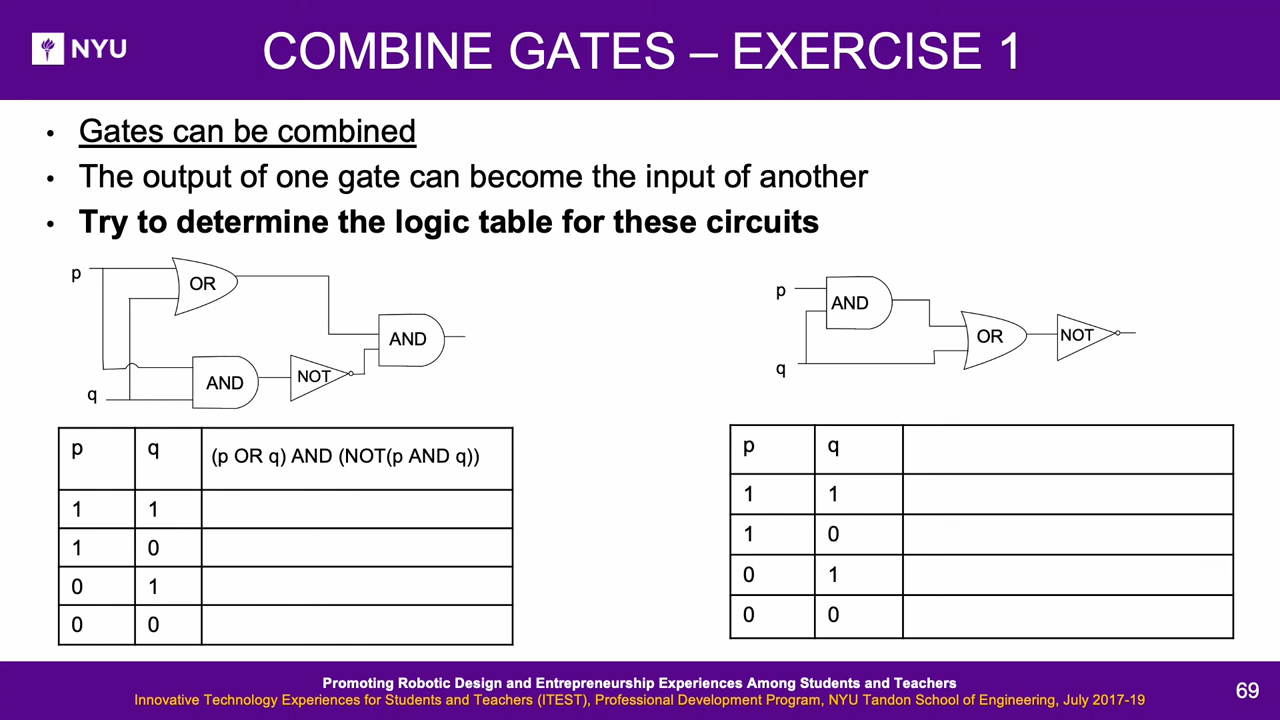 NYU
COMBINE GATES – EXERCISE 1
• Gates can be combined
• The output of one gate can become the input of another
• Try to determine the logic table for these circuits
p
OR
AND
q
AND
NOT
p
AND
OR
NOT
q
p q (p OR q) AND (NOT(p AND q))
1 1
1 0
0 1
0 0
p q
1 1
1 0
0 1
0 0
Promoting Robotic Design and Entrepreneurship Experiences Among Students and Teachers
Innovative Technology Experiences for Students and Teachers (ITEST), Professional Development Program, NYU Tandon School of Engineering, July 2017-19
69